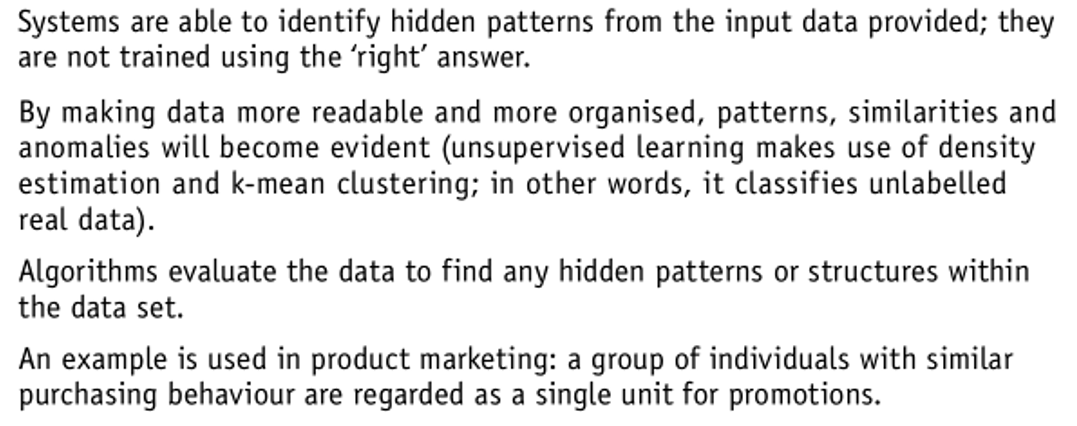 Systems are able to identify hidden patterns from the input data provided; they
are not trained using the ‘right’ answer.
By making data more readable and more organised, patterns, similarities and
anomalies will become evident (unsupervised learning makes use of density
estimation and k-mean clustering; in other words, it classifies unlabelled
real data).
Algorithms evaluate the data to find any hidden patterns or structures within
the data set.
An example is used in product marketing: a group of individuals with similar
purchasing behaviour are regarded as a single unit for promotions.